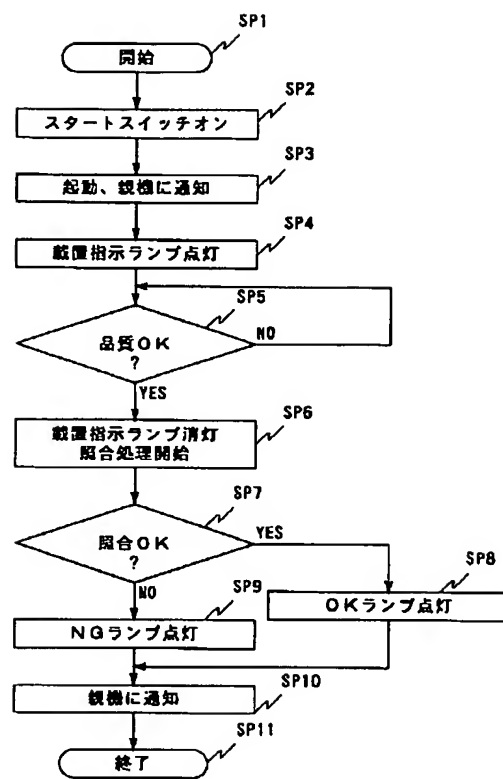 SP1
開始
SP2
スタートスイッチオン
SP3
起動、親機に通知
SP4
載置指示ランプ点灯
SP5
品質OK
?
NO
YES
SP6
載置指示ランプ消灯
照合処理開始
SP7
照合OK
?
YES
NO
SP8
OKランプ点灯
SP9
NGランプ点灯
親機に通知
SP10
SP11
終了